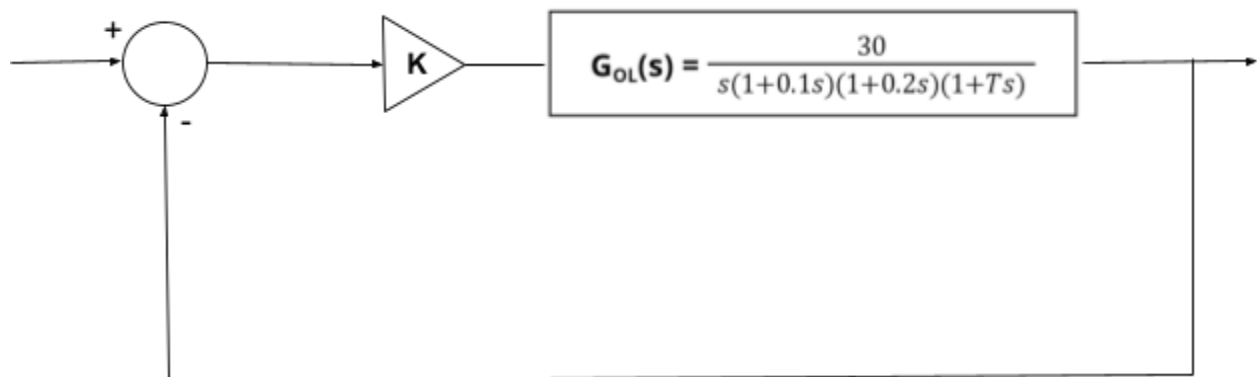 +
K
G_OL(s) = 30 / s(1+0.1s)(1+0.2s)(1+Ts)
-